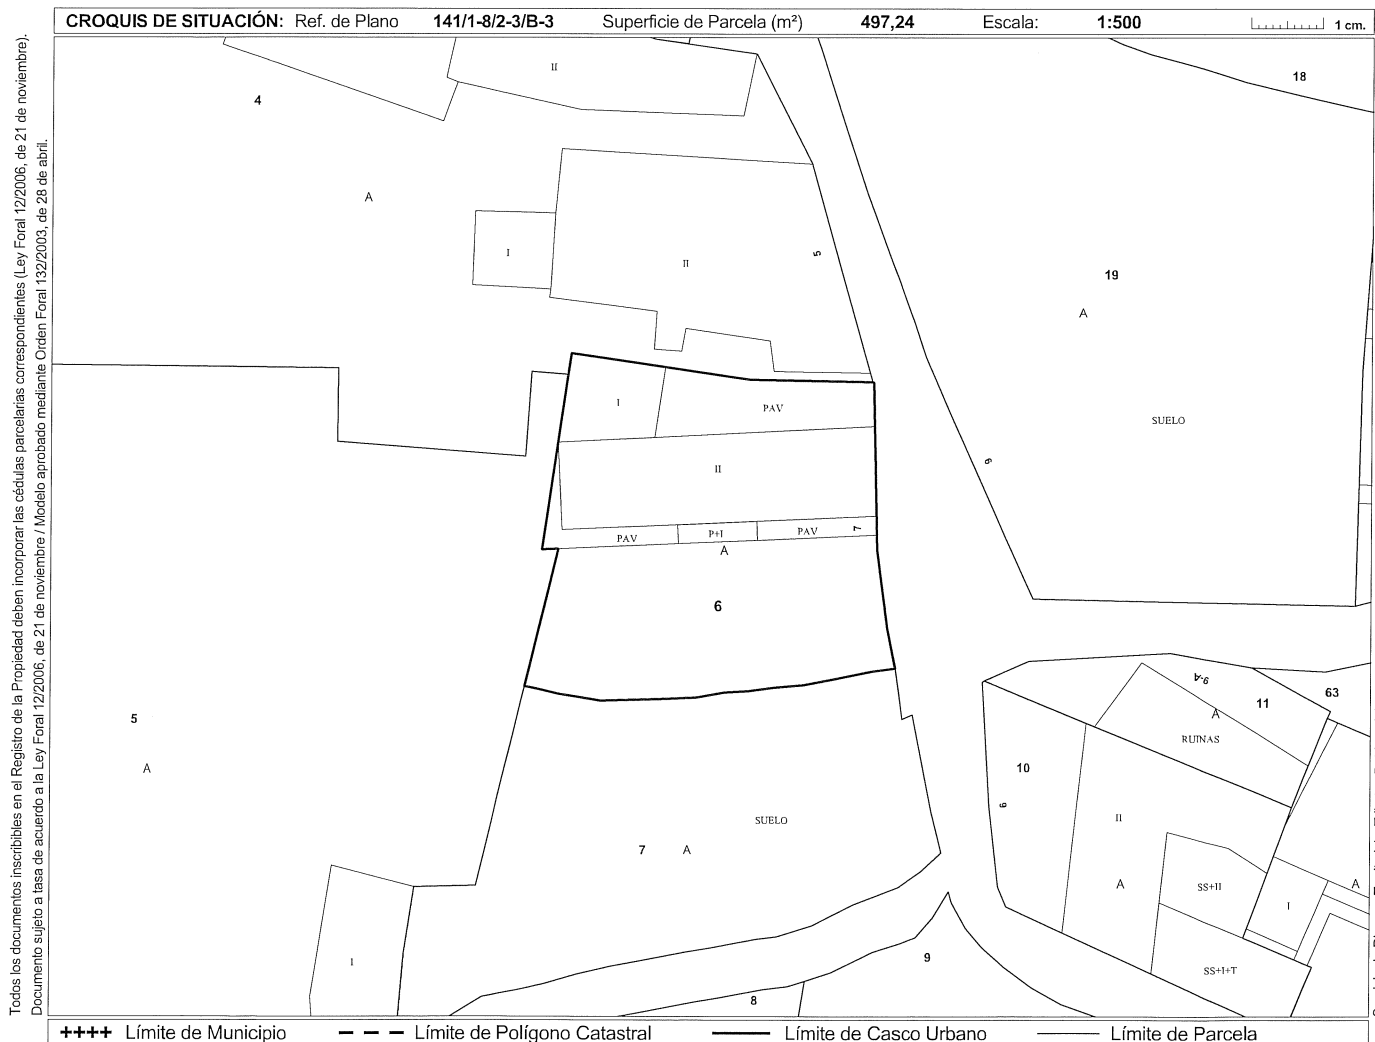 CROQUIS DE SITUACIÓN: Ref. de Plano 141/1-8/2-3/B-3 Superficie de Parcela (m²) 497,24 Escala: 1:500 1 cm.
Todos los documentos inscribibles en el Registro de la Propiedad deben incorporar las cédulas parcelarias correspondientes (Ley Foral 12/2006, de 21 de noviembre).
Documento sujeto a tasa de acuerdo a la Ley Foral 12/2006, de 21 de noviembre / Modelo aprobado mediante Orden Foral 132/2003, de 28 de abril.
II
18
4
A
I
II
5
19
A
I
PAV
SUELO
II
9
PAV
P+I
PAV
7
A
6
5
A
9-A
11
63
A
RUINAS
10
9
II
SUELO
7
A
A
SS+II
A
I
I
9
SS+I+T
8
++++ Límite de Municipio
Límite de Polígono Catastral
Límite de Casco Urbano
Límite de Parcela